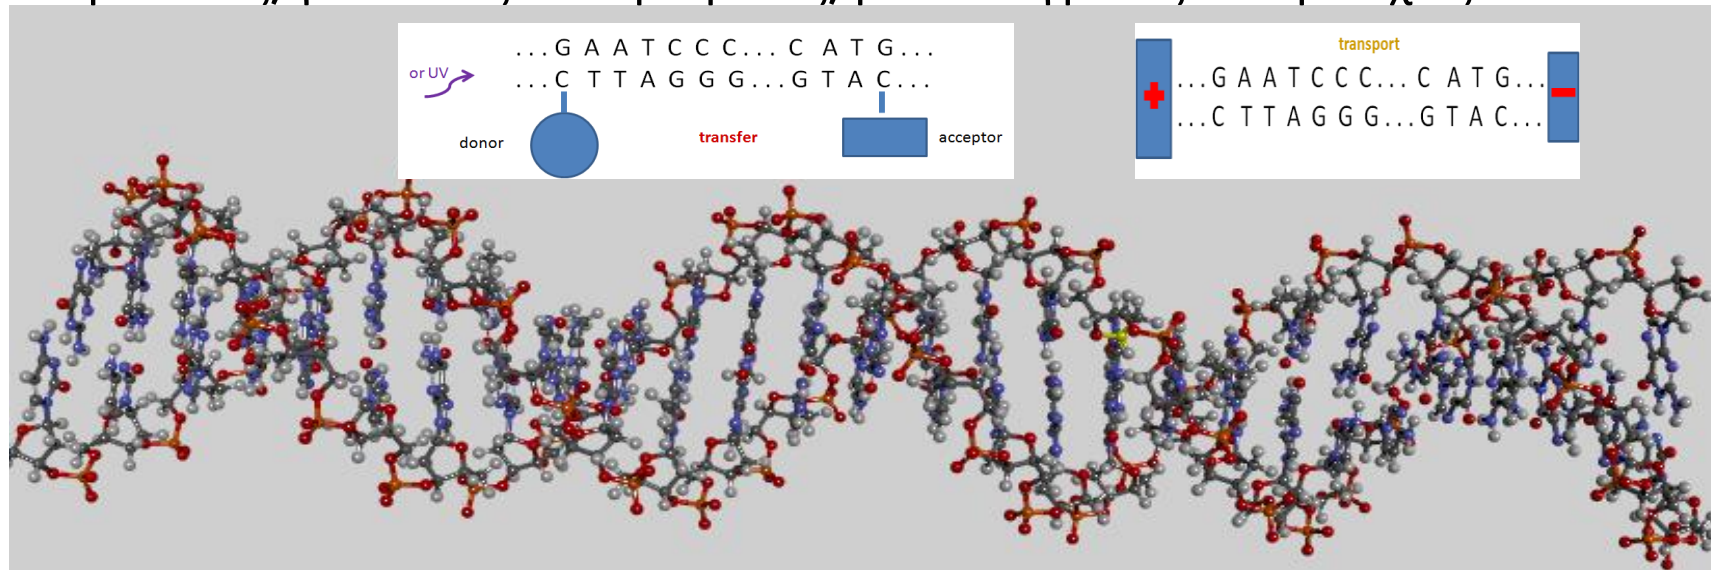 ...G A A T C C C... C A T G...
or UV
...C T T A G G G...G T A C...
donor
transfer
acceptor
transport
+
...G A A T C C C...C A T G...
−
...C T T A G G G...G T A C...